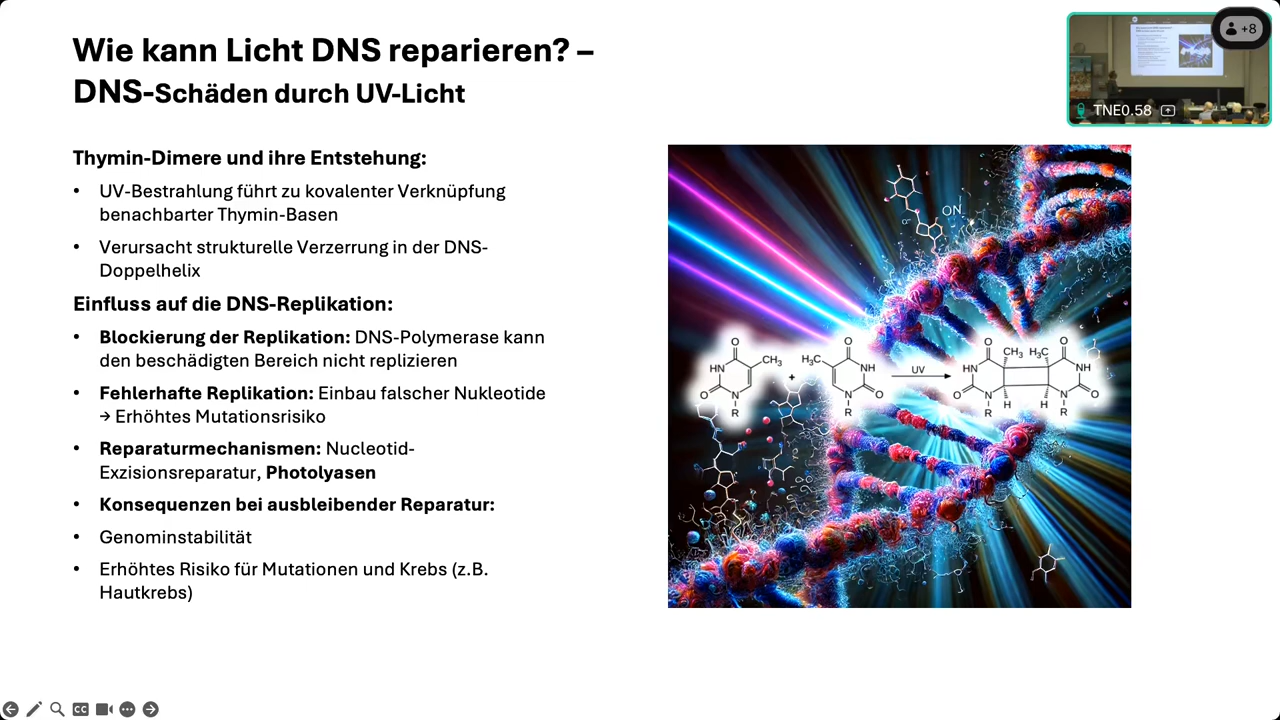 Wie kann Licht DNS reparieren? –
DNS-Schäden durch UV-Licht
+8
TNE0.58
Thymin-Dimere und ihre Entstehung:
• UV-Bestrahlung führt zu kovalenter Verknüpfung
benachbarter Thymin-Basen
• Verursacht strukturelle Verzerrung in der DNS-
Doppelhelix
Einfluss auf die DNS-Replikation:
• Blockierung der Replikation: DNS-Polymerase kann
den beschädigten Bereich nicht replizieren
• Fehlerhafte Replikation: Einbau falscher Nukleotide
→ Erhöhtes Mutationsrisiko
• Reparaturmechanismen: Nucleotid-
Exzisionsreparatur, Photolyasen
• Konsequenzen bei ausbleibender Reparatur:
• Genominstabilität
• Erhöhtes Risiko für Mutationen und Krebs (z.B.
Hautkrebs)
ON
O CH₃ HN O N R
+
O H₃C NH N O R
UV
O CH₃ H₃C O
HN NH
O N N O
R H H R
CC